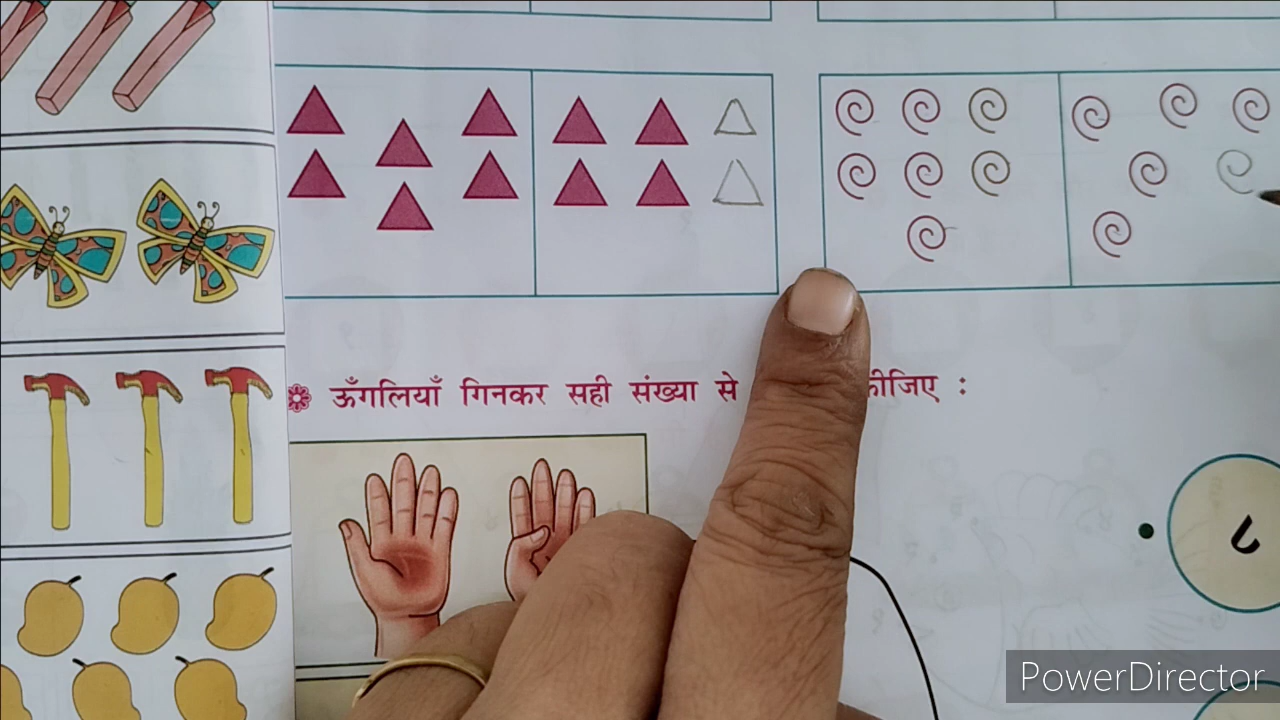 ऊँगलियाँ गिनकर सही संख्या से कीजिए :
PowerDirector